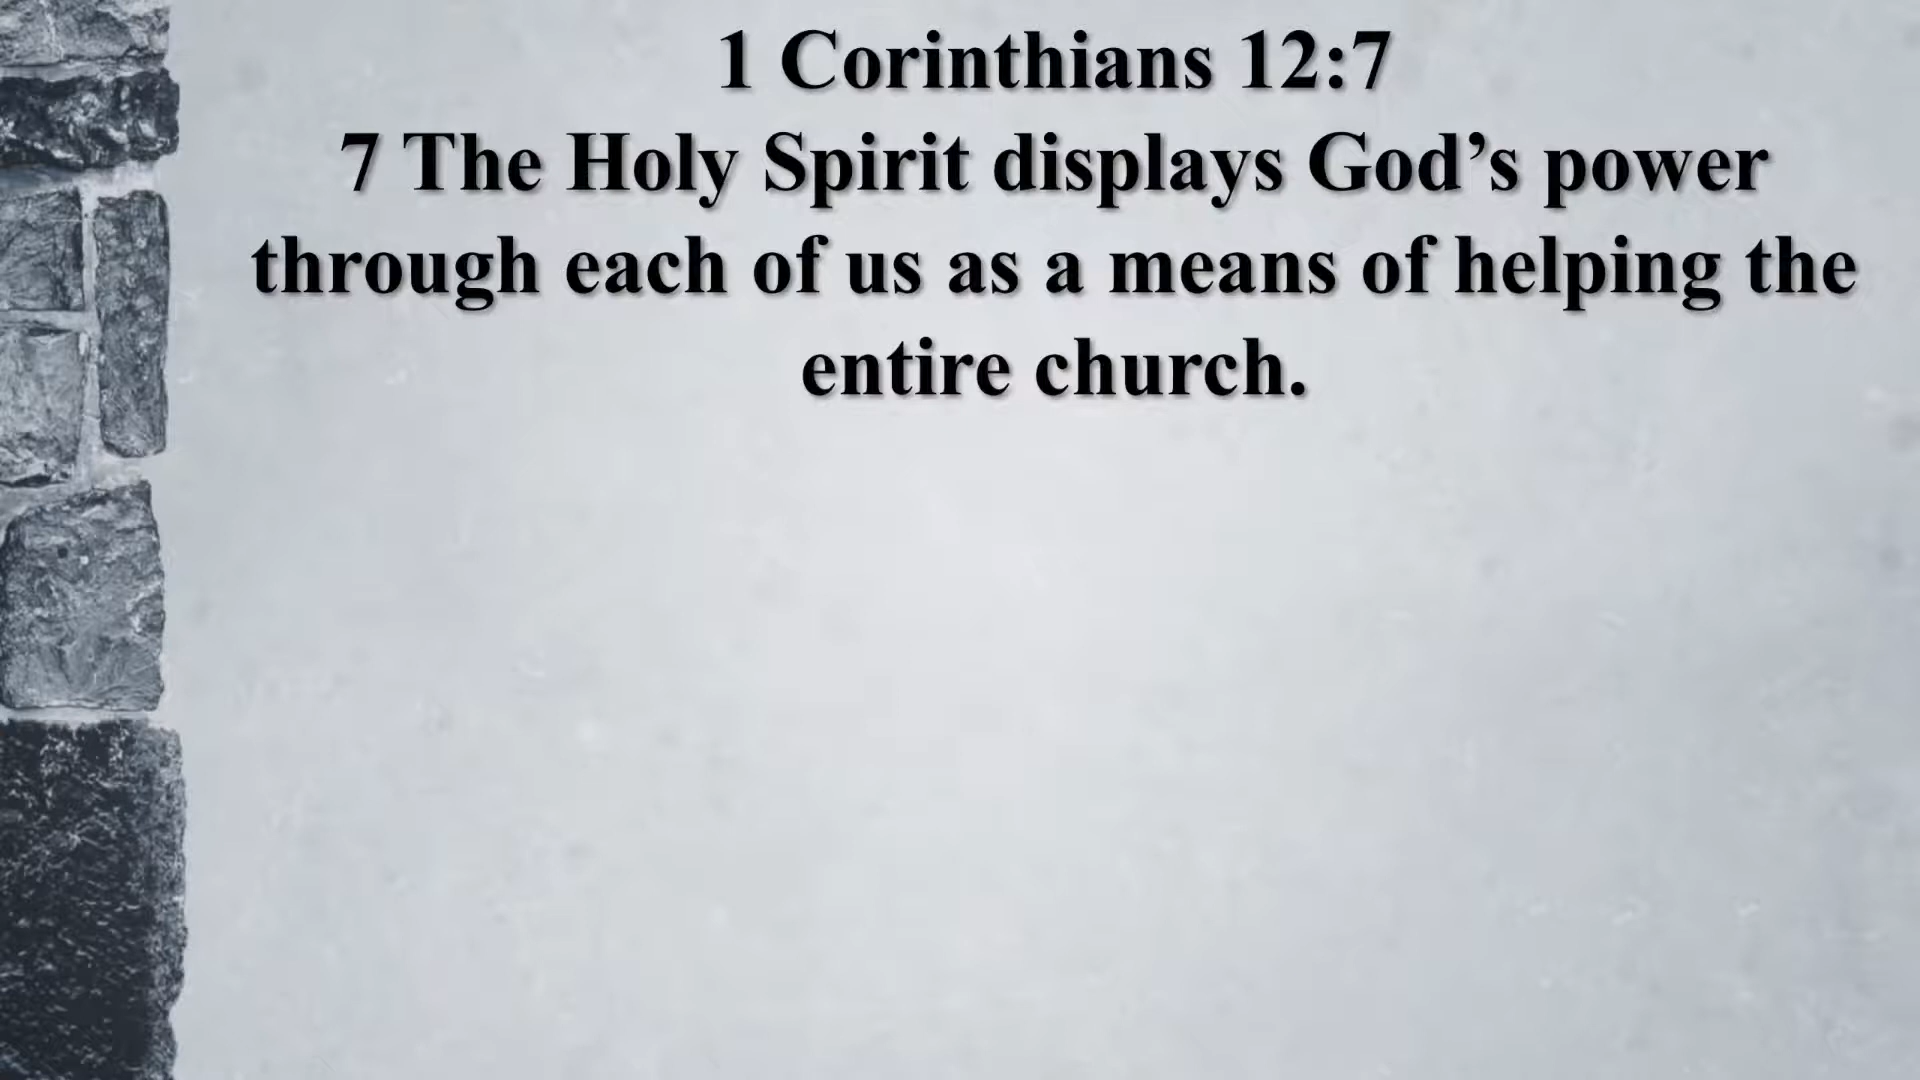 1 Corinthians 12:7
7 The Holy Spirit displays God’s power
through each of us as a means of helping the
entire church.